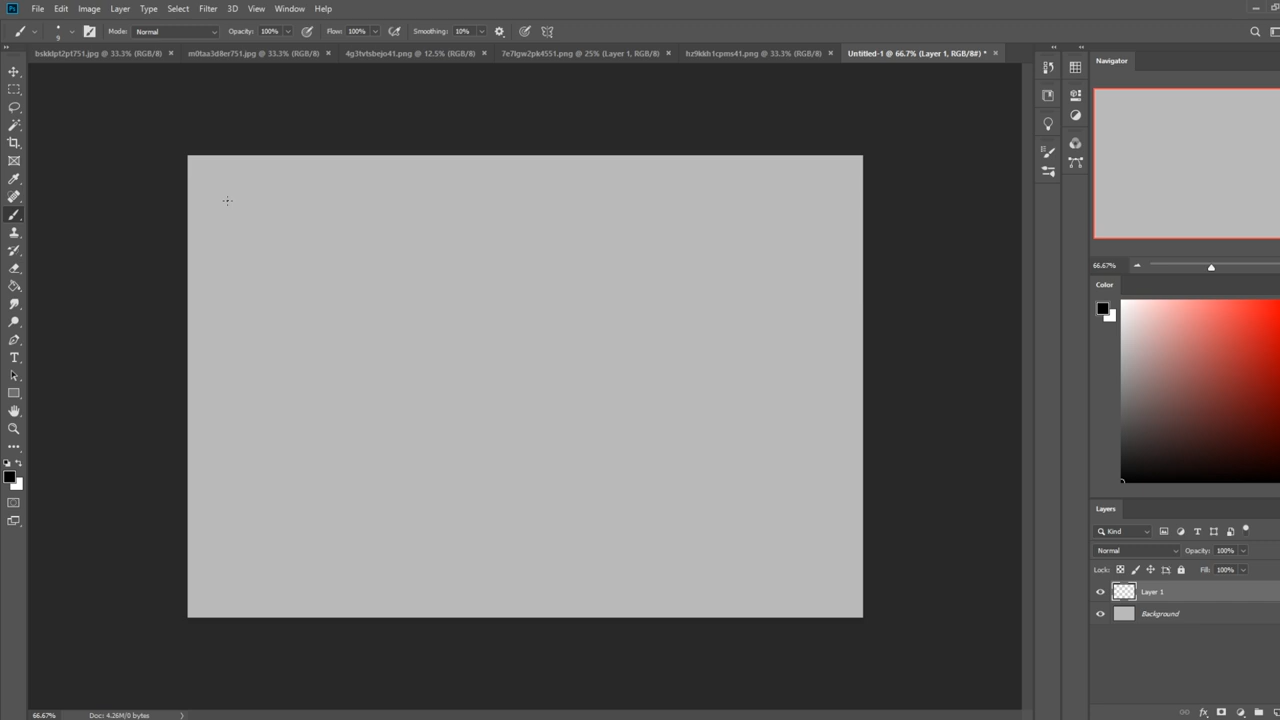 Ps File Edit Image Layer Type Select Filter 3D View Window Help
9 Mode: Normal Opacity: 100% Flow: 100% Smoothing: 10%
bskklpt2pt751.jpg @ 33.3% (RGB/8) × m0taa3d8er751.jpg @ 33.3% (RGB/8) × 4g3tvtsbejo41.png @ 12.5% (RGB/8) × 7e7lgw2pk4551.png @ 25% (Layer 1, RGB/8) × hz9kkh1cpms41.png @ 33.3% (RGB/8) × Untitled-1 @ 66.7% (Layer 1, RGB/8#) * ×
Navigator
66.67%
Color
Layers
Kind
Normal Opacity: 100%
Lock: Fill: 100%
Layer 1
Background
66.67% Doc: 4.26M/0 bytes